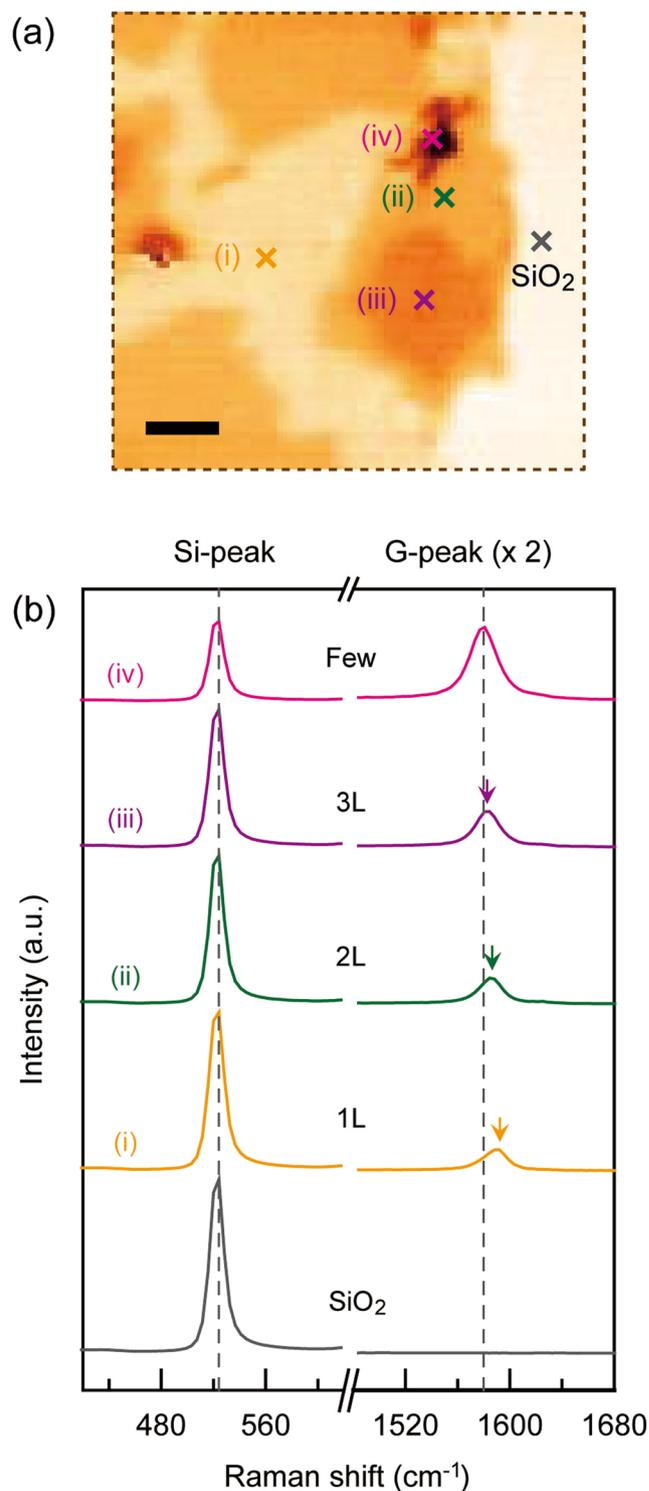 (a)
(iv)
(ii)
(i)
SiO₂
(iii)
Si-peak
G-peak (x 2)
(b)
(iv)
Few
(iii)
3L
(ii)
2L
(i)
1L
SiO₂
Intensity (a.u.)
480 560 1520 1600 1680
Raman shift (cm⁻¹)